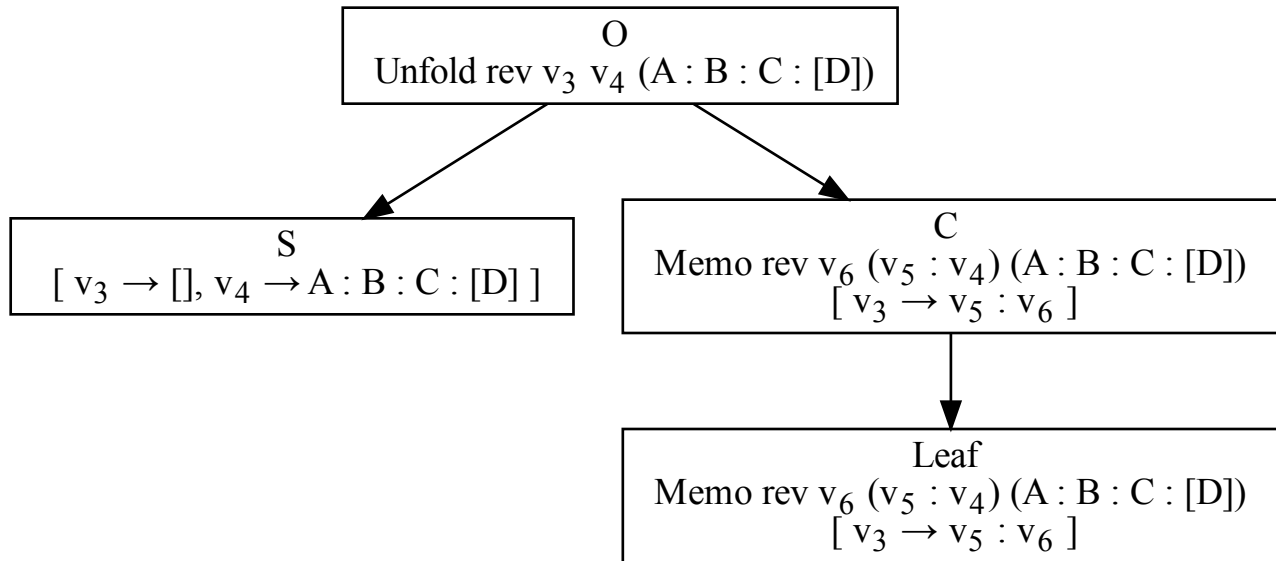 O
Unfold rev v₃ v₄ (A : B : C : [D])
S
[ v₃ → [], v₄ → A : B : C : [D] ]
C
Memo rev v₆ (v₅ : v₄) (A : B : C : [D])
[ v₃ → v₅ : v₆ ]
Leaf
Memo rev v₆ (v₅ : v₄) (A : B : C : [D])
[ v₃ → v₅ : v₆ ]